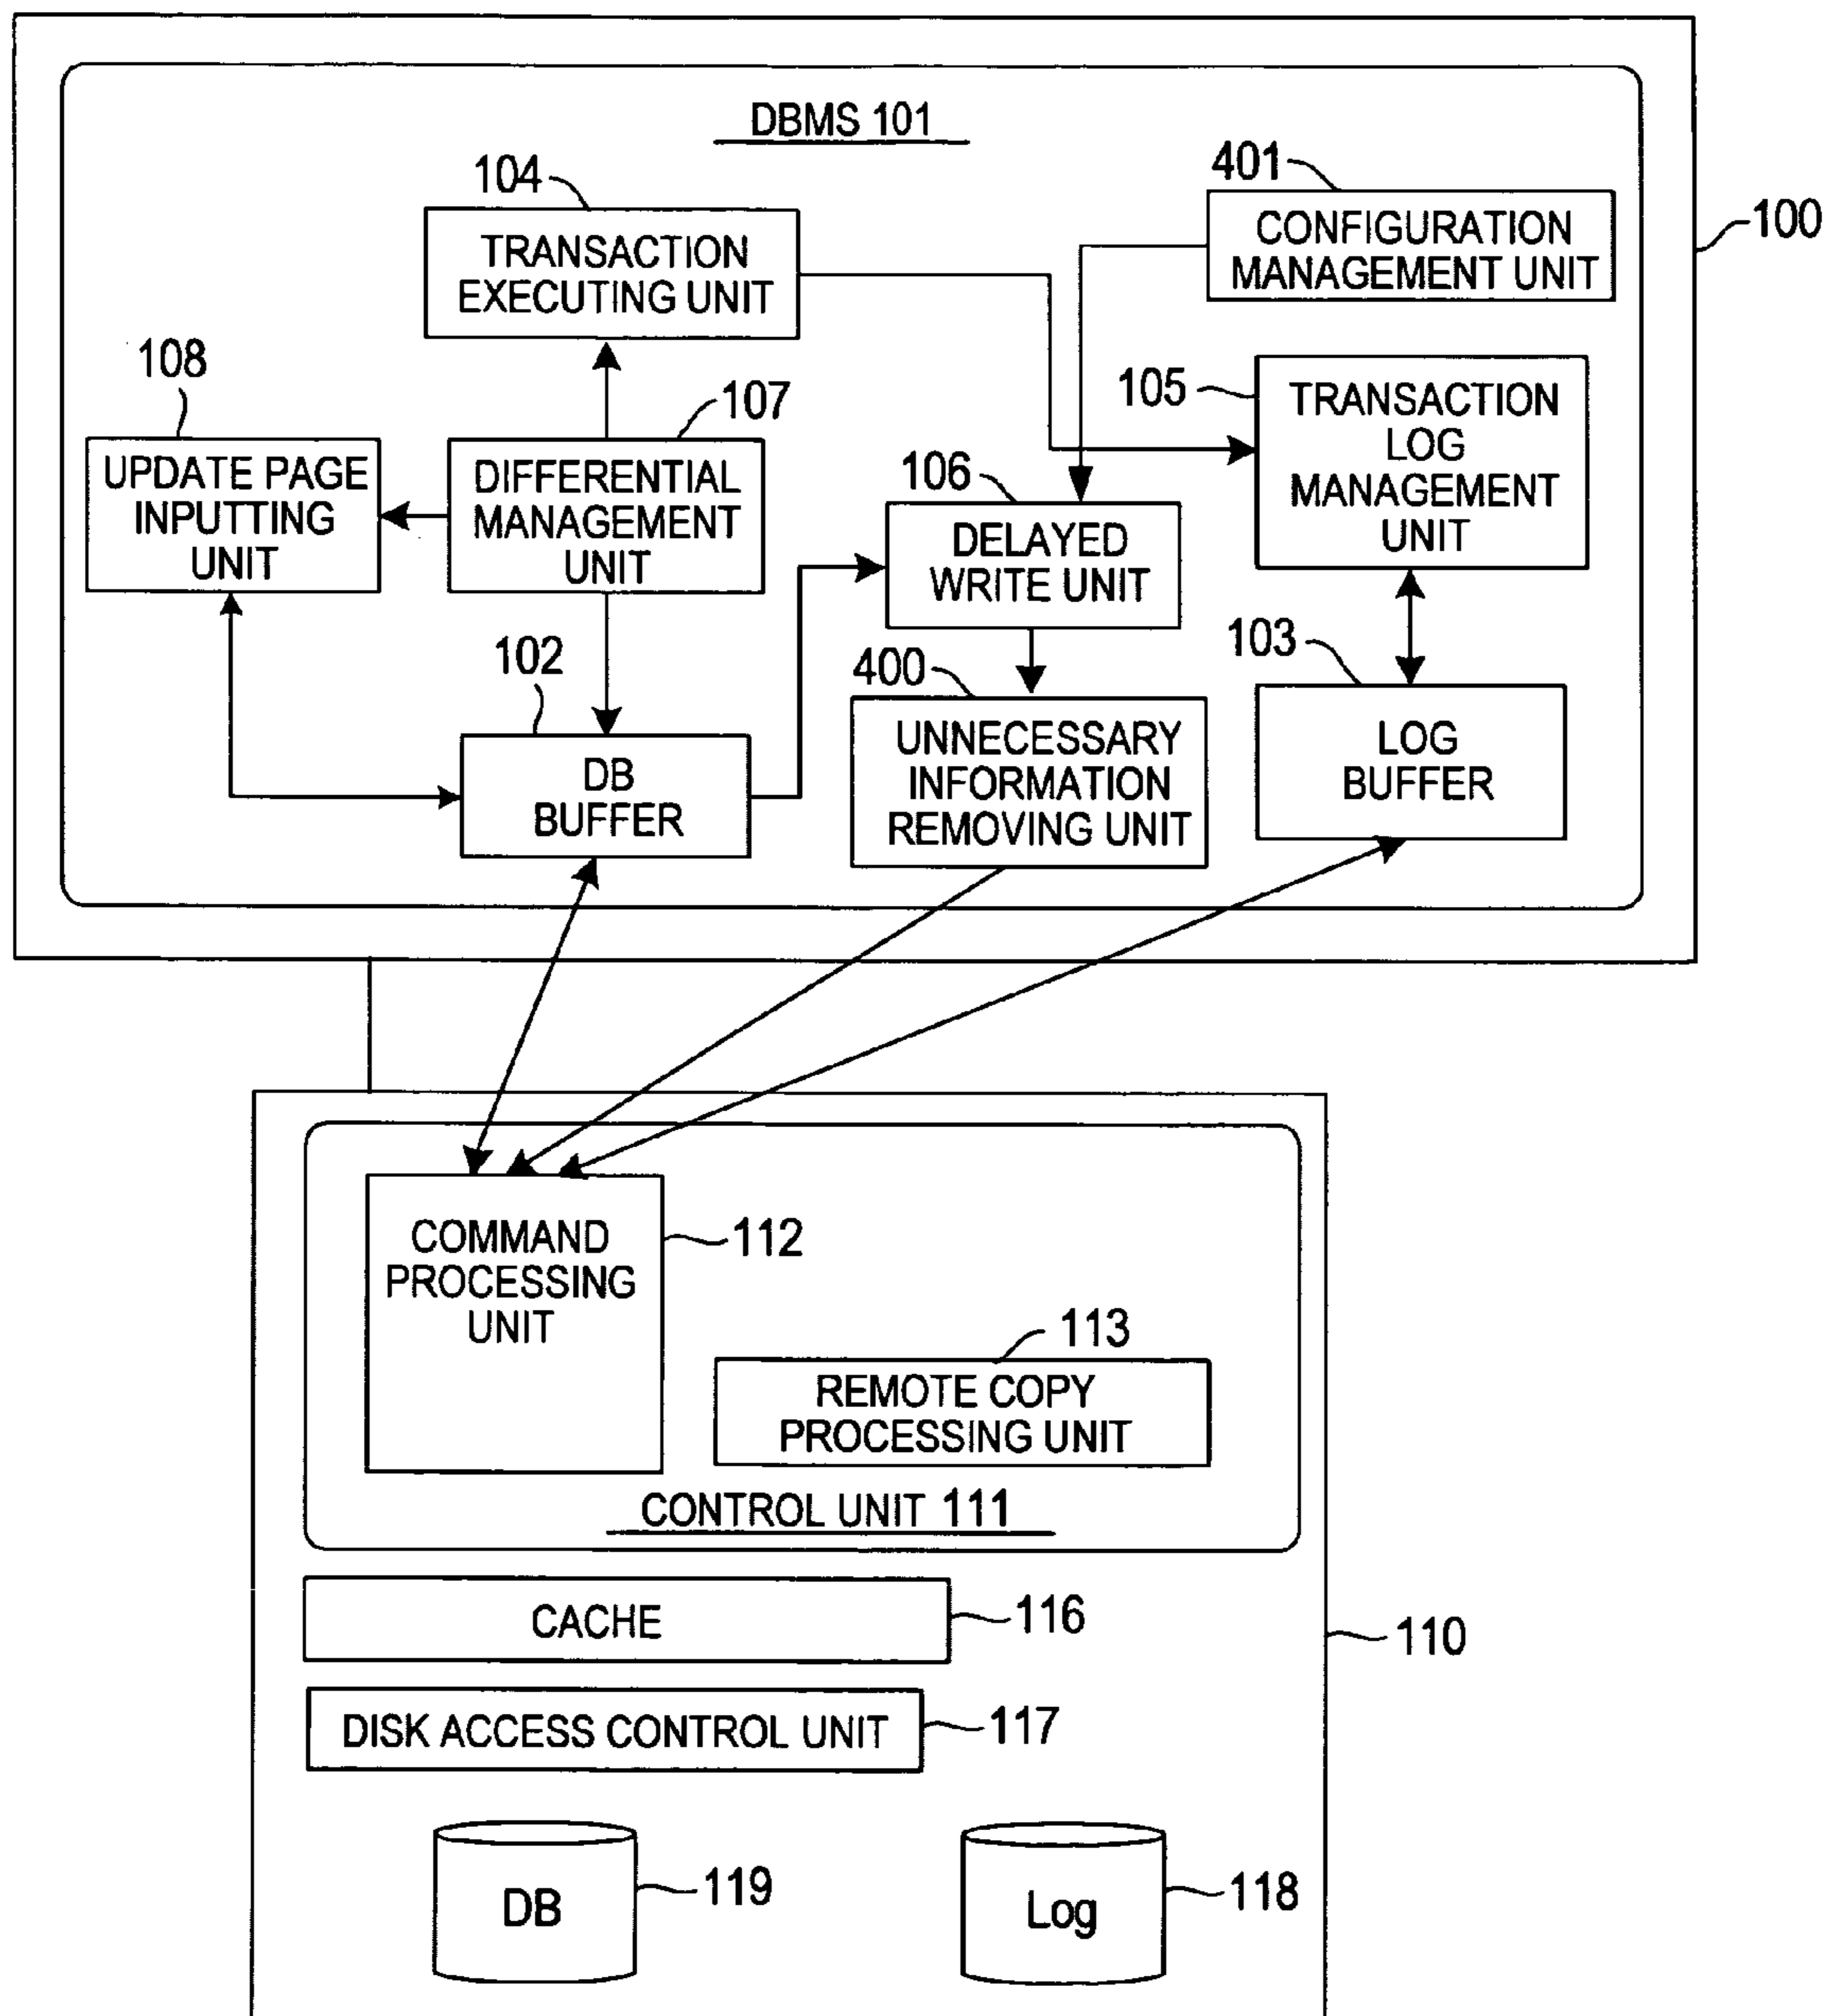 DBMS 101
104
TRANSACTION
EXECUTING UNIT
401
CONFIGURATION
MANAGEMENT UNIT
100
108
UPDATE PAGE
INPUTTING
UNIT
107
DIFFERENTIAL
MANAGEMENT
UNIT
105
TRANSACTION
LOG
MANAGEMENT
UNIT
106
DELAYED
WRITE UNIT
102
DB
BUFFER
400
UNNECESSARY
INFORMATION
REMOVING UNIT
103
LOG
BUFFER
COMMAND
PROCESSING
UNIT
112
113
REMOTE COPY
PROCESSING UNIT
CONTROL UNIT 111
CACHE
116
110
DISK ACCESS CONTROL UNIT
117
DB
119
Log
118